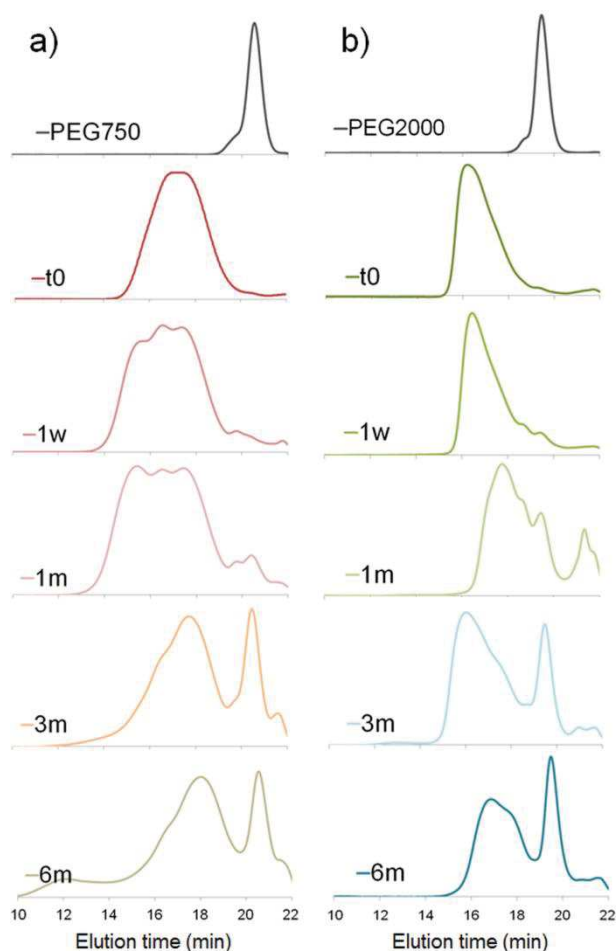 a)
–PEG750
–t0
–1w
–1m
–3m
–6m
10 12 14 16 18 20 22
Elution time (min)
b)
–PEG2000
–t0
–1w
–1m
–3m
–6m
10 12 14 16 18 20 22
Elution time (min)